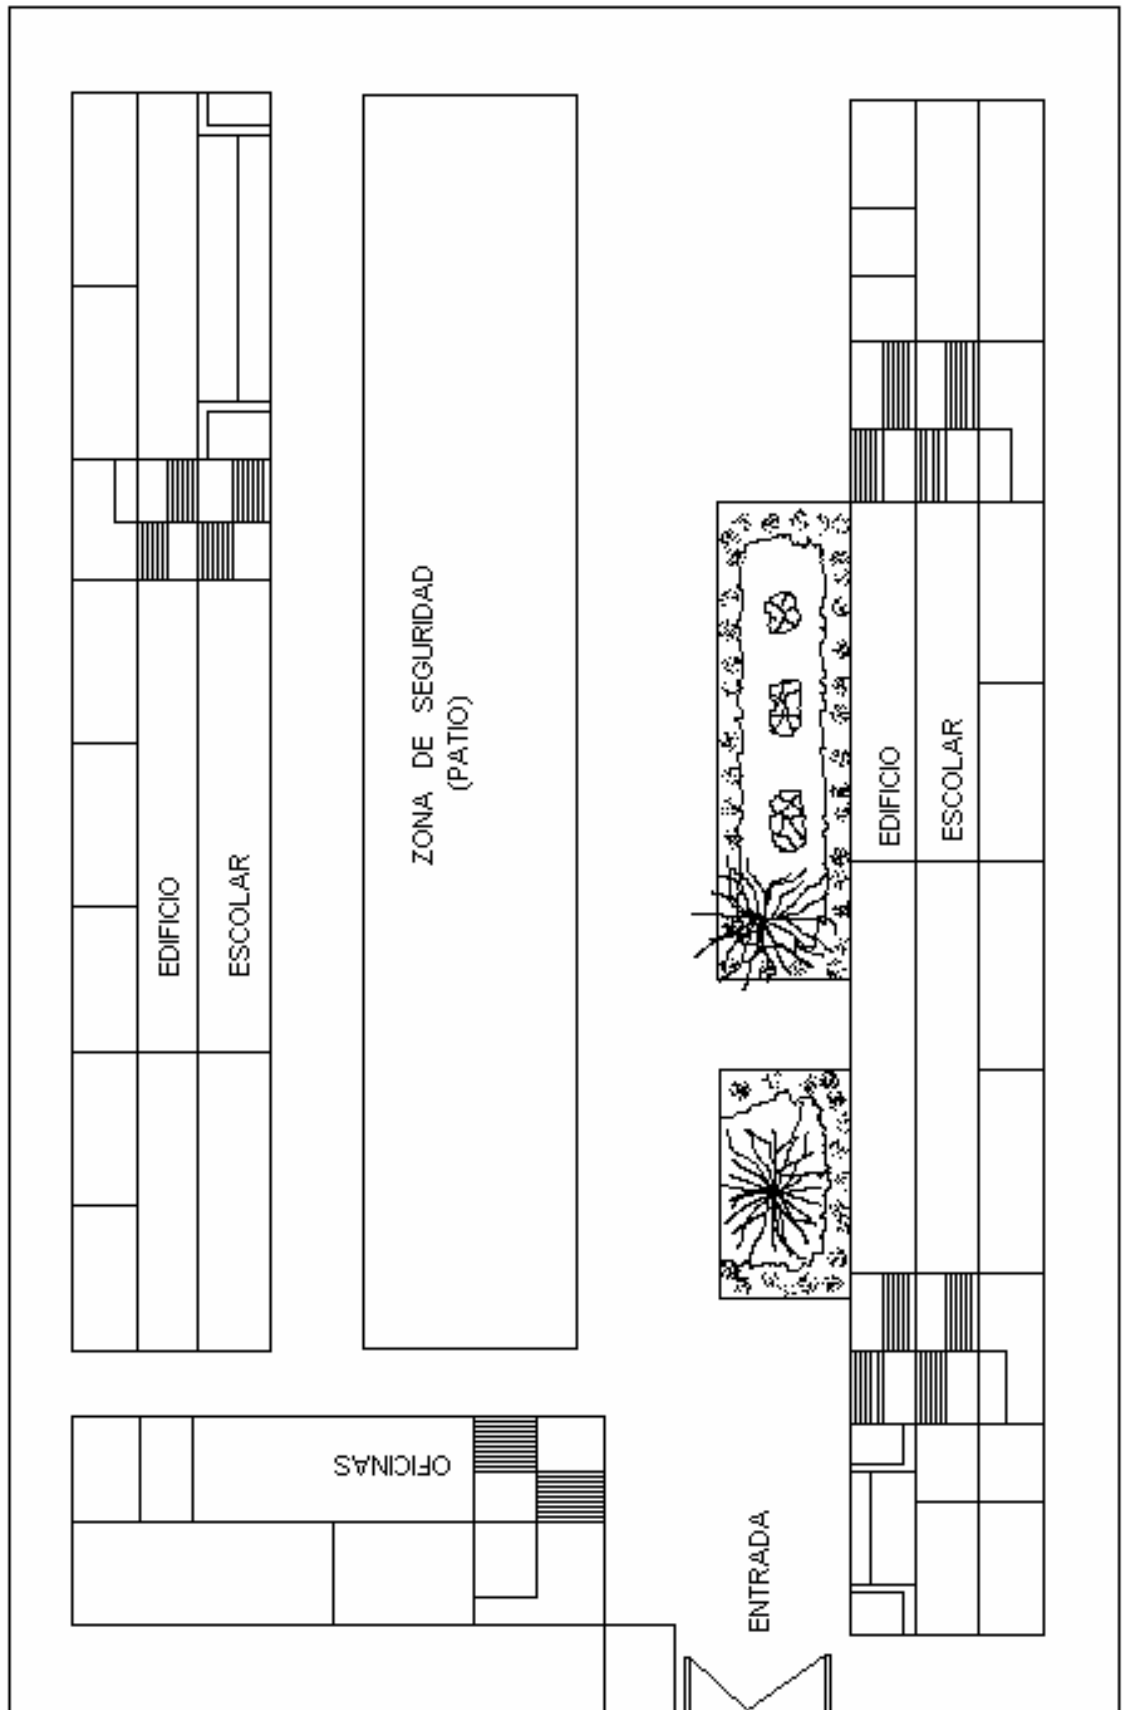 ZONA DE SEGURIDAD
(PATIO)
EDIFICIO
ESCOLAR
EDIFICIO
ESCOLAR
OFICINAS
ENTRADA